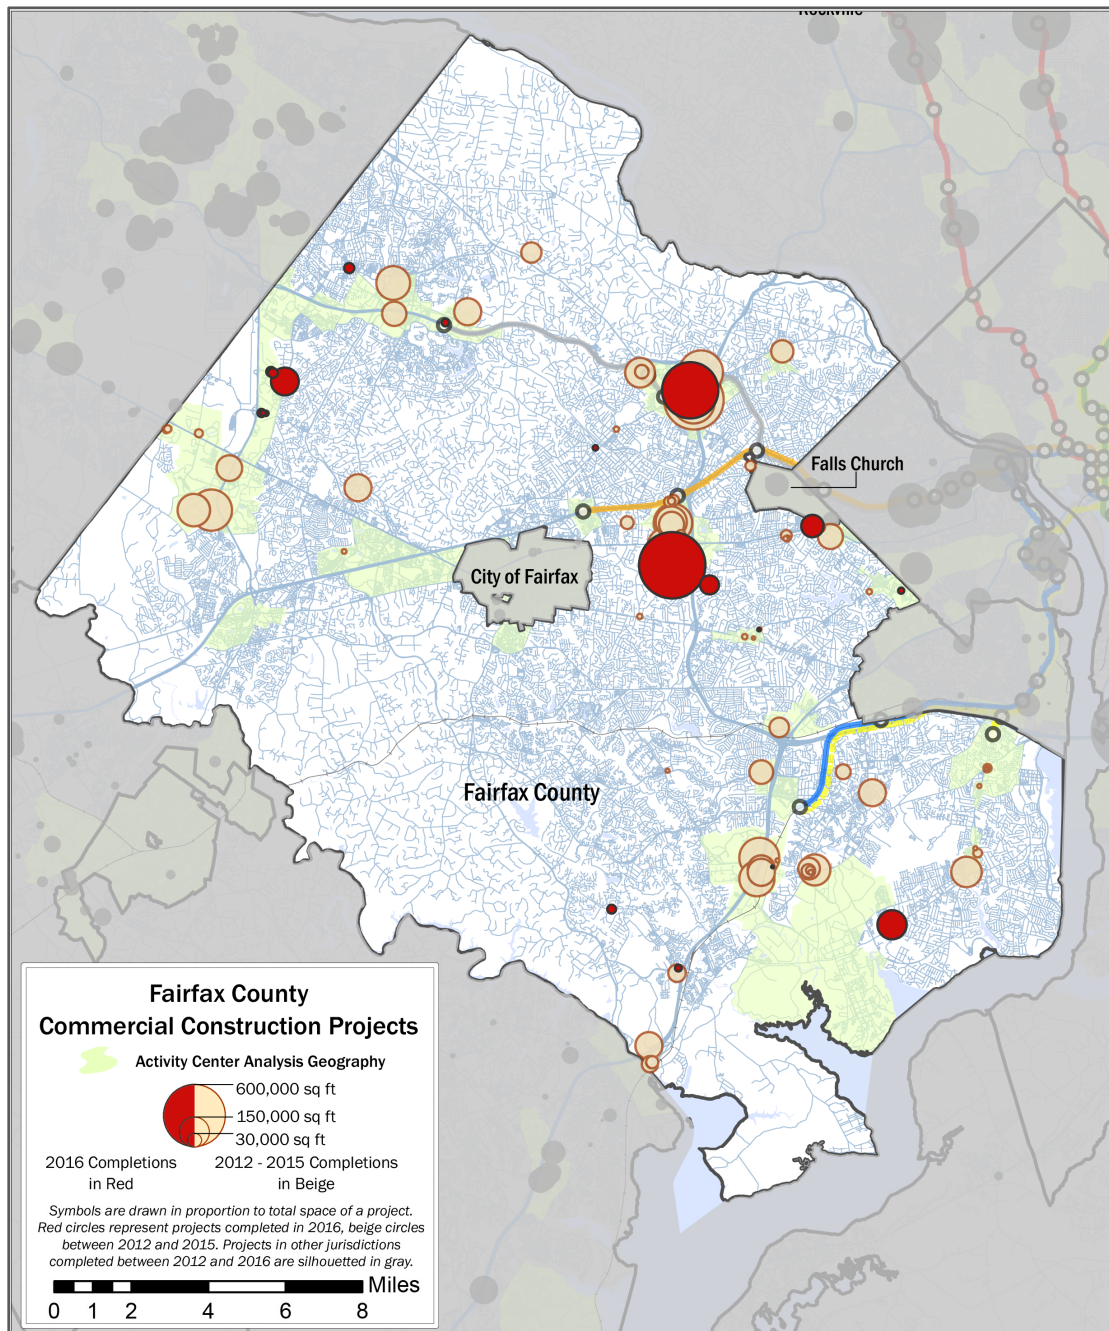 Rockville
Falls Church
City of Fairfax
Fairfax County
Fairfax County
Commercial Construction Projects
Activity Center Analysis Geography
600,000 sq ft
150,000 sq ft
30,000 sq ft
2016 Completions
in Red
2012 - 2015 Completions
in Beige
Symbols are drawn in proportion to total space of a project.
Red circles represent projects completed in 2016, beige circles
between 2012 and 2015. Projects in other jurisdictions
completed between 2012 and 2016 are silhouetted in gray.
Miles
0 1 2 4 6 8